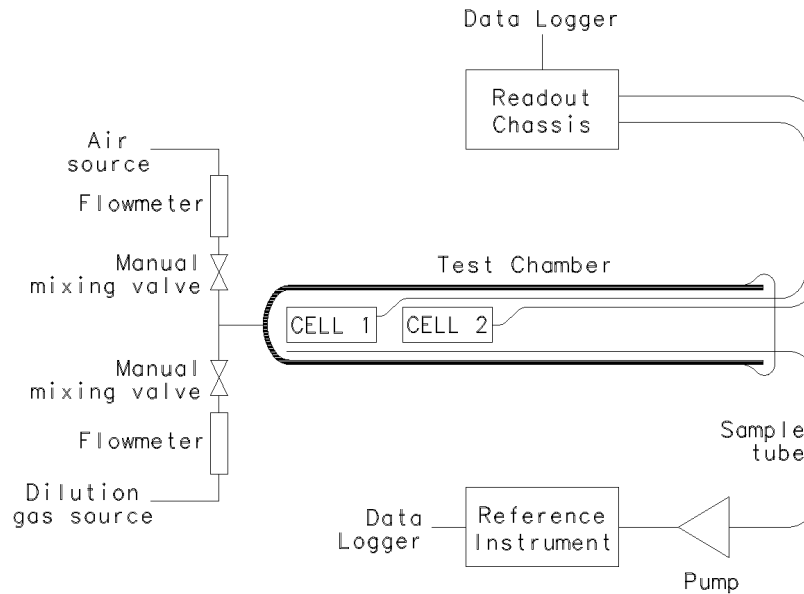 Data Logger
Readout
Chassis
Air
source
Flowmeter
Manual
mixing valve
Test Chamber
CELL 1
CELL 2
Manual
mixing valve
Flowmeter
Dilution
gas source
Sample
tube
Data
Logger
Reference
Instrument
Pump